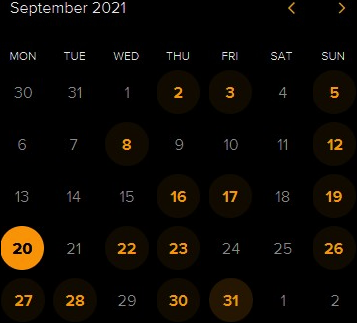 September 2021
MON TUE WED THU FRI SAT SUN
30 31 1 2 3 4 5
6 7 8 9 10 11 12
13 14 15 16 17 18 19
20 21 22 23 24 25 26
27 28 29 30 31 1 2